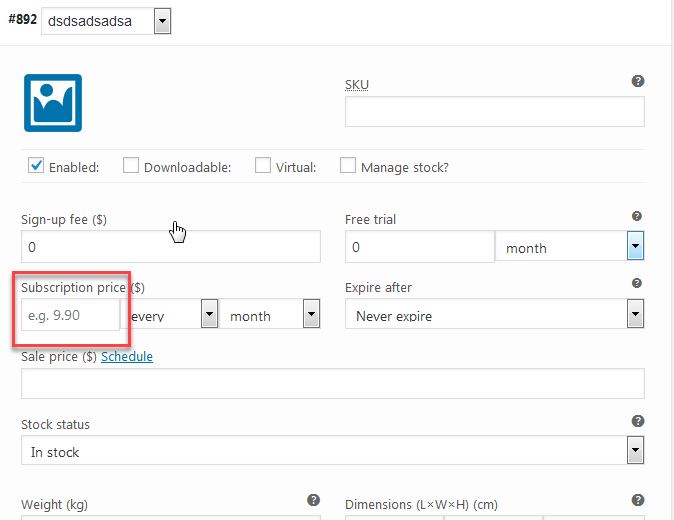 #892 dsdsadsadsa
SKU ?
Enabled: Downloadable: Virtual: Manage stock?
Sign-up fee ($) Free trial ?
0 0 month
Subscription price ($) Expire after ?
e.g. 9.90 every month Never expire
Sale price ($) Schedule
Stock status ?
In stock
Weight (kg) ? Dimensions (L×W×H) (cm) ?